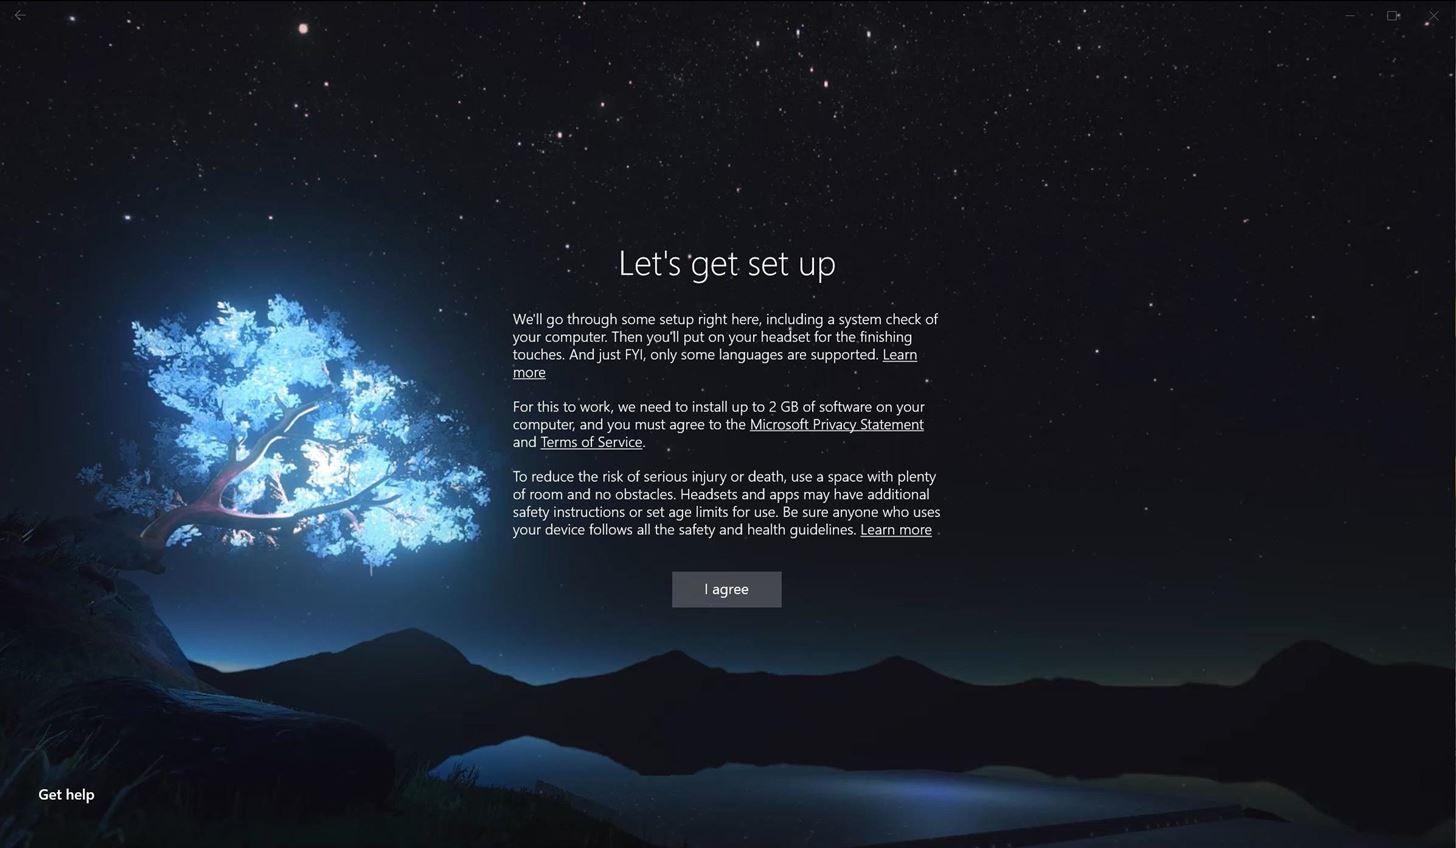 Let's get set up
We'll go through some setup right here, including a system check of
your computer. Then you'll put on your headset for the finishing
touches. And just FYI, only some languages are supported. Learn
more
For this to work, we need to install up to 2 GB of software on your
computer, and you must agree to the Microsoft Privacy Statement
and Terms of Service.
To reduce the risk of serious injury or death, use a space with plenty
of room and no obstacles. Headsets and apps may have additional
safety instructions or set age limits for use. Be sure anyone who uses
your device follows all the safety and health guidelines. Learn more
I agree
Get help